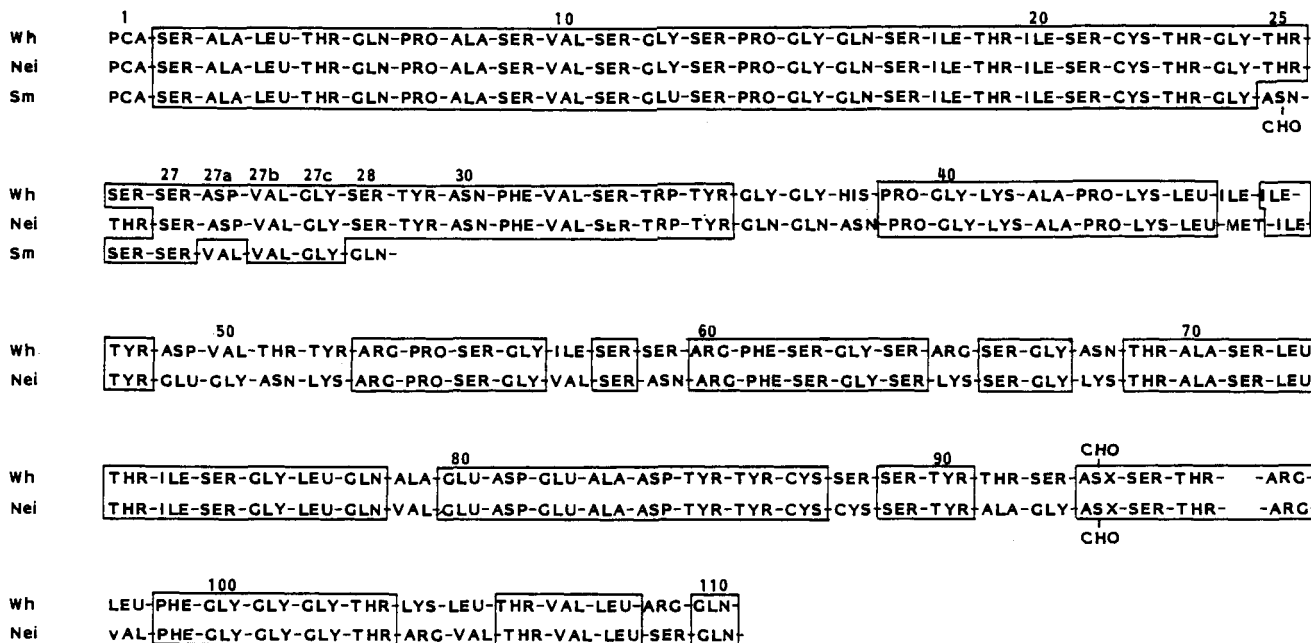 1 10 20 25
Wh PCA-SER-ALA-LEU-THR-GLN-PRO-ALA-SER-VAL-SER-GLY-SER-PRO-GLY-GLN-SER-ILE-THR-ILE-SER-CYS-THR-GLY-THR-
Nei PCA-SER-ALA-LEU-THR-GLN-PRO-ALA-SER-VAL-SER-GLY-SER-PRO-GLY-GLN-SER-ILE-THR-ILE-SER-CYS-THR-GLY-THR-
Sm PCA-SER-ALA-LEU-THR-GLN-PRO-ALA-SER-VAL-SER-GLU-SER-PRO-GLY-GLN-SER-ILE-THR-ILE-SER-CYS-THR-GLY-ASN-
CHO
27 27a 27b 27c 28 30 40
Wh SER-SER-ASP-VAL-GLY-SER-TYR-ASN-PHE-VAL-SER-TRP-TYR-GLY-GLY-HIS-PRO-GLY-LYS-ALA-PRO-LYS-LEU-ILE-ILE-
Nei THR-SER-ASP-VAL-GLY-SER-TYR-ASN-PHE-VAL-SER-TRP-TYR-GLN-GLN-ASN-PRO-GLY-LYS-ALA-PRO-LYS-LEU-MET-ILE-
Sm SER-SER-VAL-VAL-GLY-GLN-
50 60 70
Wh TYR-ASP-VAL-THR-TYR-ARG-PRO-SER-GLY-ILE-SER-SER-ARG-PHE-SER-GLY-SER-ARG-SER-GLY-ASN-THR-ALA-SER-LEU
Nei TYR-GLU-GLY-ASN-LYS-ARG-PRO-SER-GLY-VAL-SER-ASN-ARG-PHE-SER-GLY-SER-LYS-SER-GLY-LYS-THR-ALA-SER-LEU
80 90 CHO
Wh THR-ILE-SER-GLY-LEU-GLN-ALA-GLU-ASP-GLU-ALA-ASP-TYR-TYR-CYS-SER-SER-TYR-THR-SER-ASX-SER-THR- -ARG-
Nei THR-ILE-SER-GLY-LEU-GLN-VAL-GLU-ASP-GLU-ALA-ASP-TYR-TYR-CYS-CYS-SER-TYR-ALA-GLY-ASX-SER-THR- -ARG-
CHO
100 110
Wh LEU-PHE-GLY-GLY-GLY-THR-LYS-LEU-THR-VAL-LEU-ARG-GLN-
Nei vAL-PHE-GLY-GLY-GLY-THR-ARG-VAL-THR-VAL-LEU-SER-GLN-